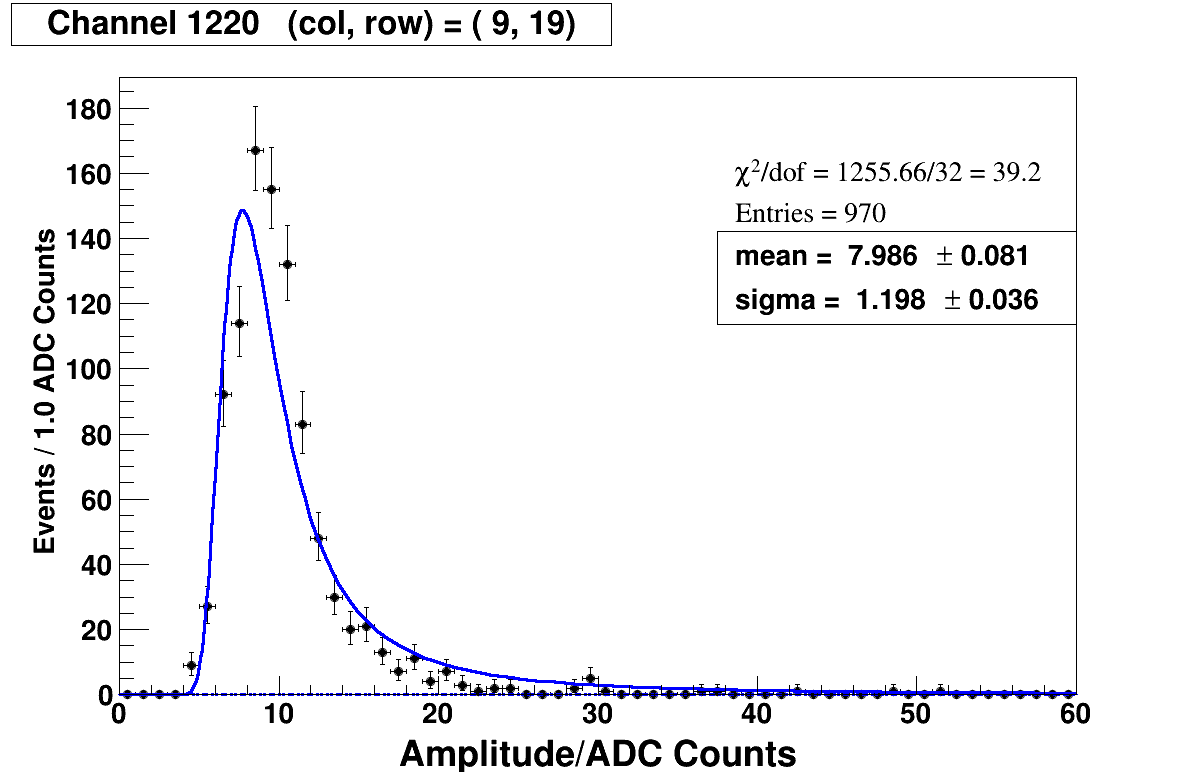 Channel 1220 (col, row) = ( 9, 19)
180
160
140
120
100
80
60
40
20
0
Events / 1.0 ADC Counts
χ²/dof = 1255.66/32 = 39.2
Entries = 970
mean = 7.986 ± 0.081
sigma = 1.198 ± 0.036
0 10 20 30 40 50 60
Amplitude/ADC Counts